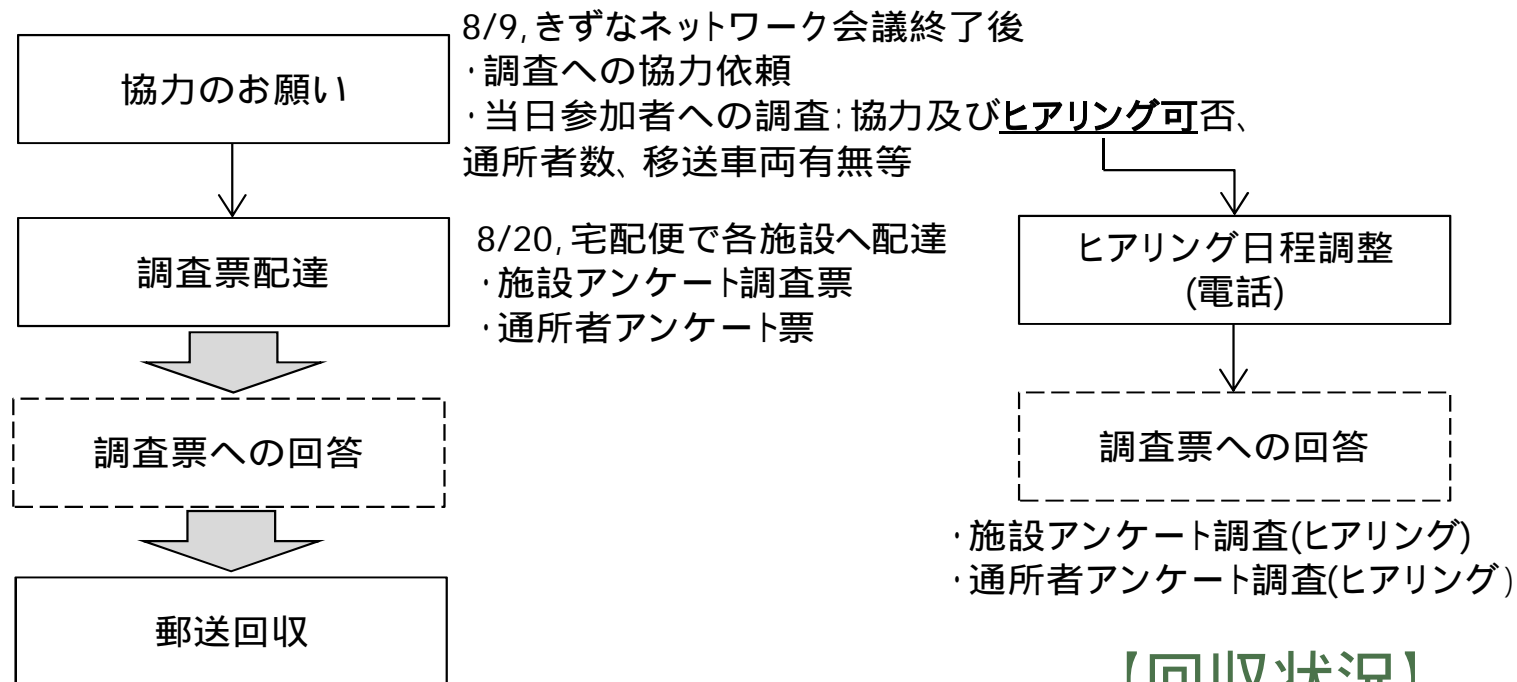 協力のお願い
8/9,きずなネットワーク会議終了後
・調査への協力依頼
・当日参加者への調査:協力及びヒアリング可否、
通所者数、移送車両有無等
調査票配達
8/20,宅配便で各施設へ配達
・施設アンケート調査票
・通所者アンケート票
調査票への回答
郵送回収
ヒアリング日程調整
(電話)
調査票への回答
・施設アンケート調査(ヒアリング)
・通所者アンケート調査(ヒアリング)
【回収状況】